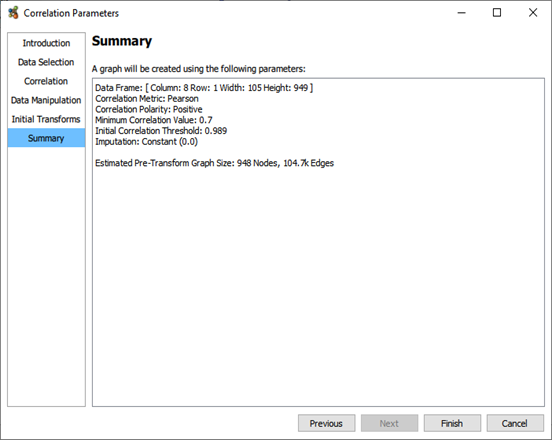 Correlation Parameters
Introduction
Data Selection
Correlation
Data Manipulation
Initial Transforms
Summary
Summary
A graph will be created using the following parameters:
Data Frame: [ Column: 8 Row: 1 Width: 105 Height: 949 ]
Correlation Metric: Pearson
Correlation Polarity: Positive
Minimum Correlation Value: 0.7
Initial Correlation Threshold: 0.989
Imputation: Constant (0.0)
Estimated Pre-Transform Graph Size: 948 Nodes, 104.7k Edges
Previous
Next
Finish
Cancel